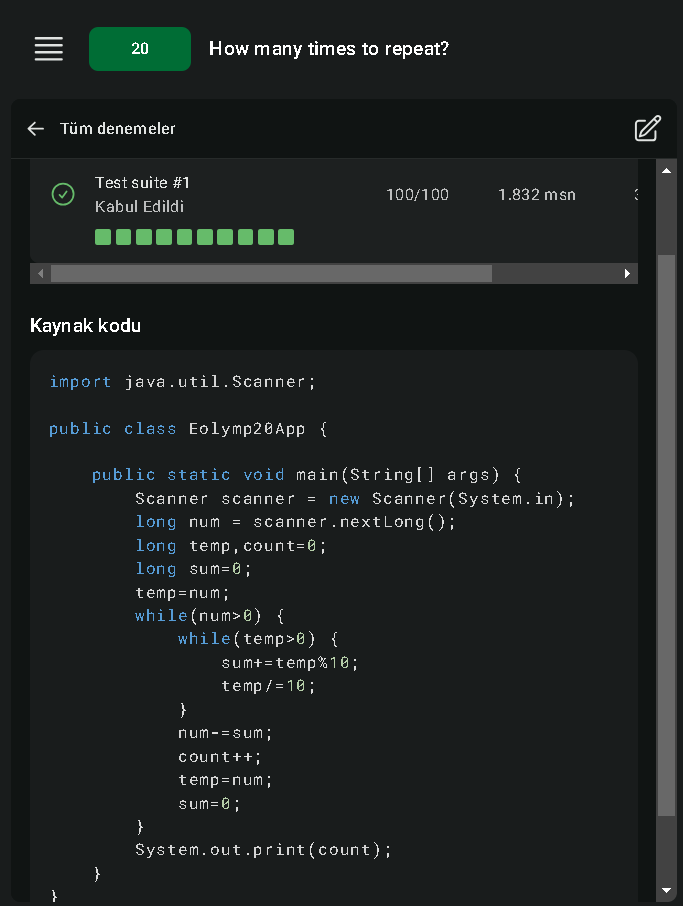 20 How many times to repeat?
Tüm denemeler
Test suite #1
Kabul Edildi
100/100 1.832 msn
Kaynak kodu
import java.util.Scanner;
public class Eolymp20App {
    public static void main(String[] args) {
        Scanner scanner = new Scanner(System.in);
        long num = scanner.nextLong();
        long temp,count=0;
        long sum=0;
        temp=num;
        while(num>0) {
            while(temp>0) {
                sum+=temp%10;
                temp/=10;
            }
            num-=sum;
            count++;
            temp=num;
            sum=0;
        }
        System.out.print(count);
    }
}